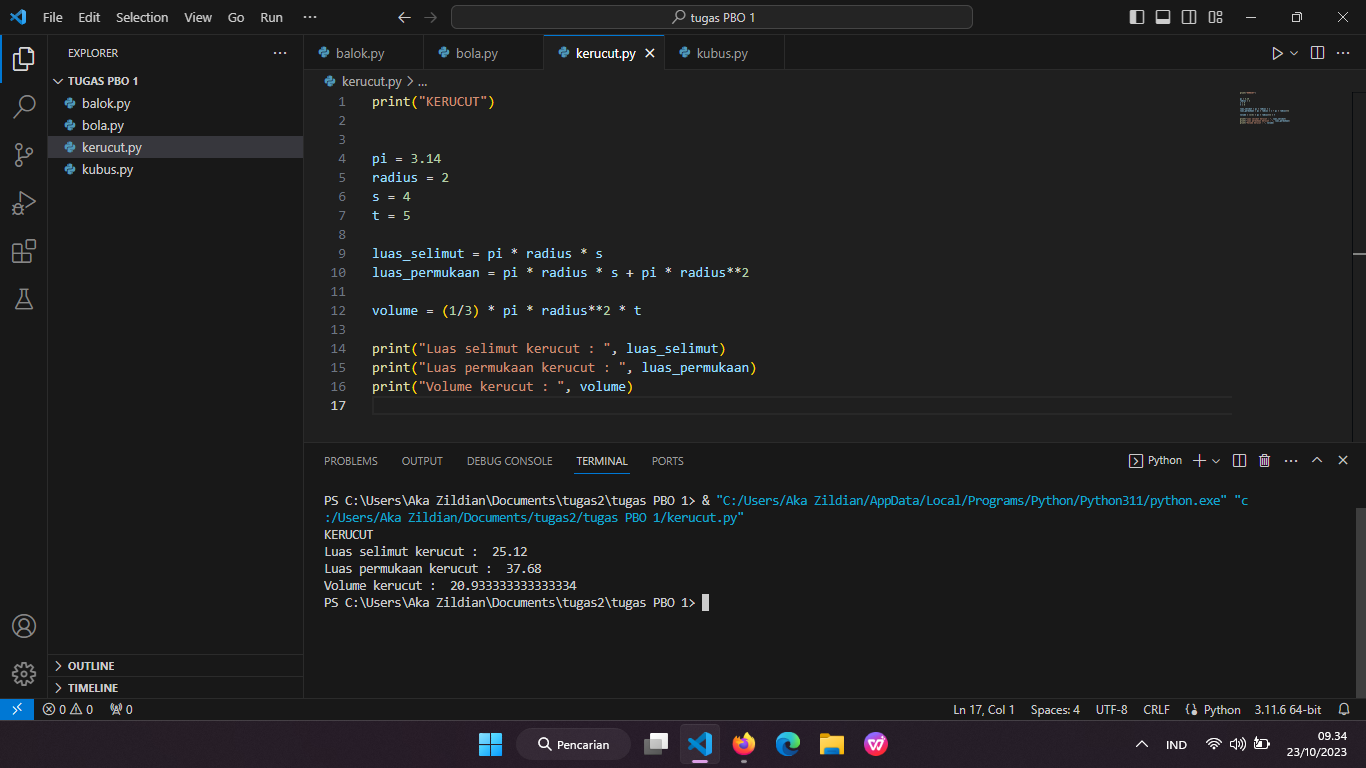 File Edit Selection View Go Run ···
tugas PBO 1
EXPLORER
TUGAS PBO 1
balok.py
bola.py
kerucut.py
kubus.py
OUTLINE
TIMELINE
balok.py bola.py kerucut.py kubus.py
kerucut.py > ...
1 print("KERUCUT")
2
3
4 pi = 3.14
5 radius = 2
6 s = 4
7 t = 5
8
9 luas_selimut = pi * radius * s
10 luas_permukaan = pi * radius * s + pi * radius**2
11
12 volume = (1/3) * pi * radius**2 * t
13
14 print("Luas selimut kerucut : ", luas_selimut)
15 print("Luas permukaan kerucut : ", luas_permukaan)
16 print("Volume kerucut : ", volume)
17
PROBLEMS OUTPUT DEBUG CONSOLE TERMINAL PORTS
Python
PS C:\Users\Aka Zildian\Documents\tugas2\tugas PBO 1> & "C:/Users/Aka Zildian/AppData/Local/Programs/Python/Python311/python.exe" "c
:/Users/Aka Zildian/Documents/tugas2/tugas PBO 1/kerucut.py"
KERUCUT
Luas selimut kerucut :  25.12
Luas permukaan kerucut :  37.68
Volume kerucut :  20.933333333333334
PS C:\Users\Aka Zildian\Documents\tugas2\tugas PBO 1>
0 0 0
Ln 17, Col 1 Spaces: 4 UTF-8 CRLF Python 3.11.6 64-bit
Pencarian
IND
09.34
23/10/2023